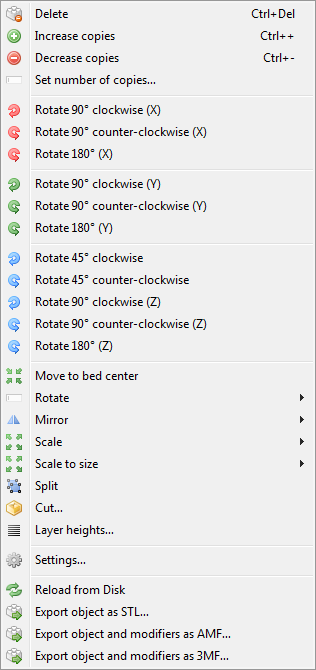 Delete Ctrl+Del
Increase copies Ctrl++
Decrease copies Ctrl+-
Set number of copies...
Rotate 90° clockwise (X)
Rotate 90° counter-clockwise (X)
Rotate 180° (X)
Rotate 90° clockwise (Y)
Rotate 90° counter-clockwise (Y)
Rotate 180° (Y)
Rotate 45° clockwise
Rotate 45° counter-clockwise
Rotate 90° clockwise (Z)
Rotate 90° counter-clockwise (Z)
Rotate 180° (Z)
Move to bed center
Rotate
Mirror
Scale
Scale to size
Split
Cut...
Layer heights...
Settings...
Reload from Disk
Export object as STL...
Export object and modifiers as AMF...
Export object and modifiers as 3MF...